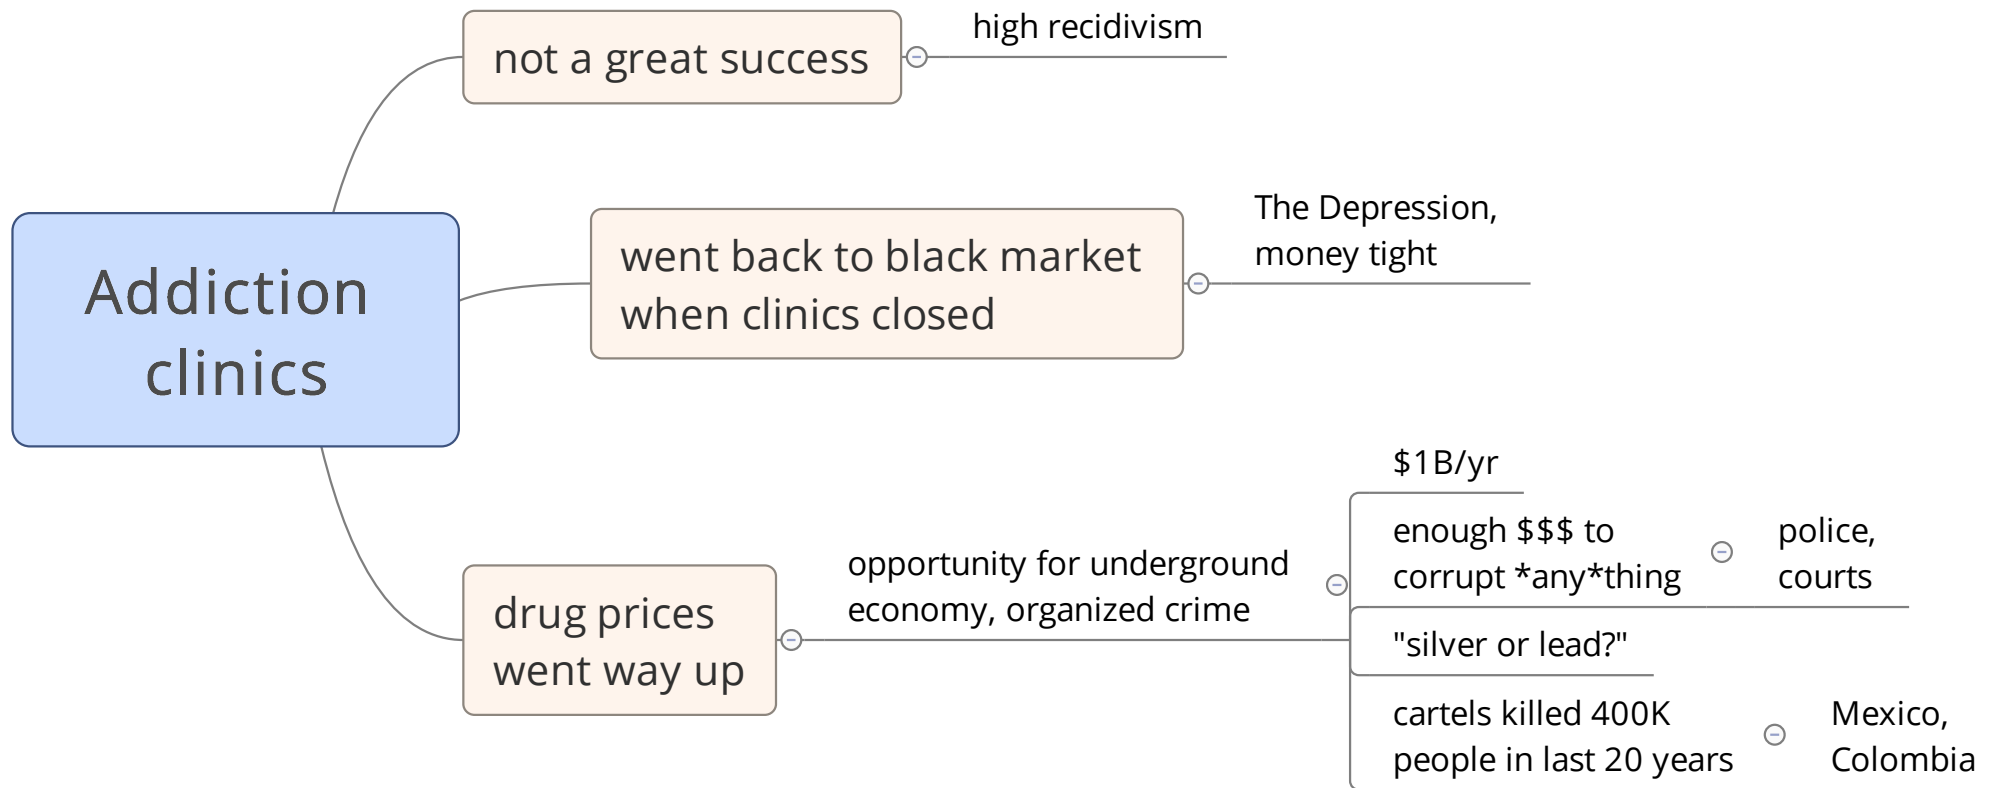 high recidivism
not a great success
The Depression,
money tight
went back to black market
when clinics closed
Addiction
clinics
$1B/yr
enough $$$ to
corrupt *any*thing
police,
courts
opportunity for underground
economy, organized crime
drug prices
went way up
"silver or lead?"
cartels killed 400K
people in last 20 years
Mexico,
Colombia